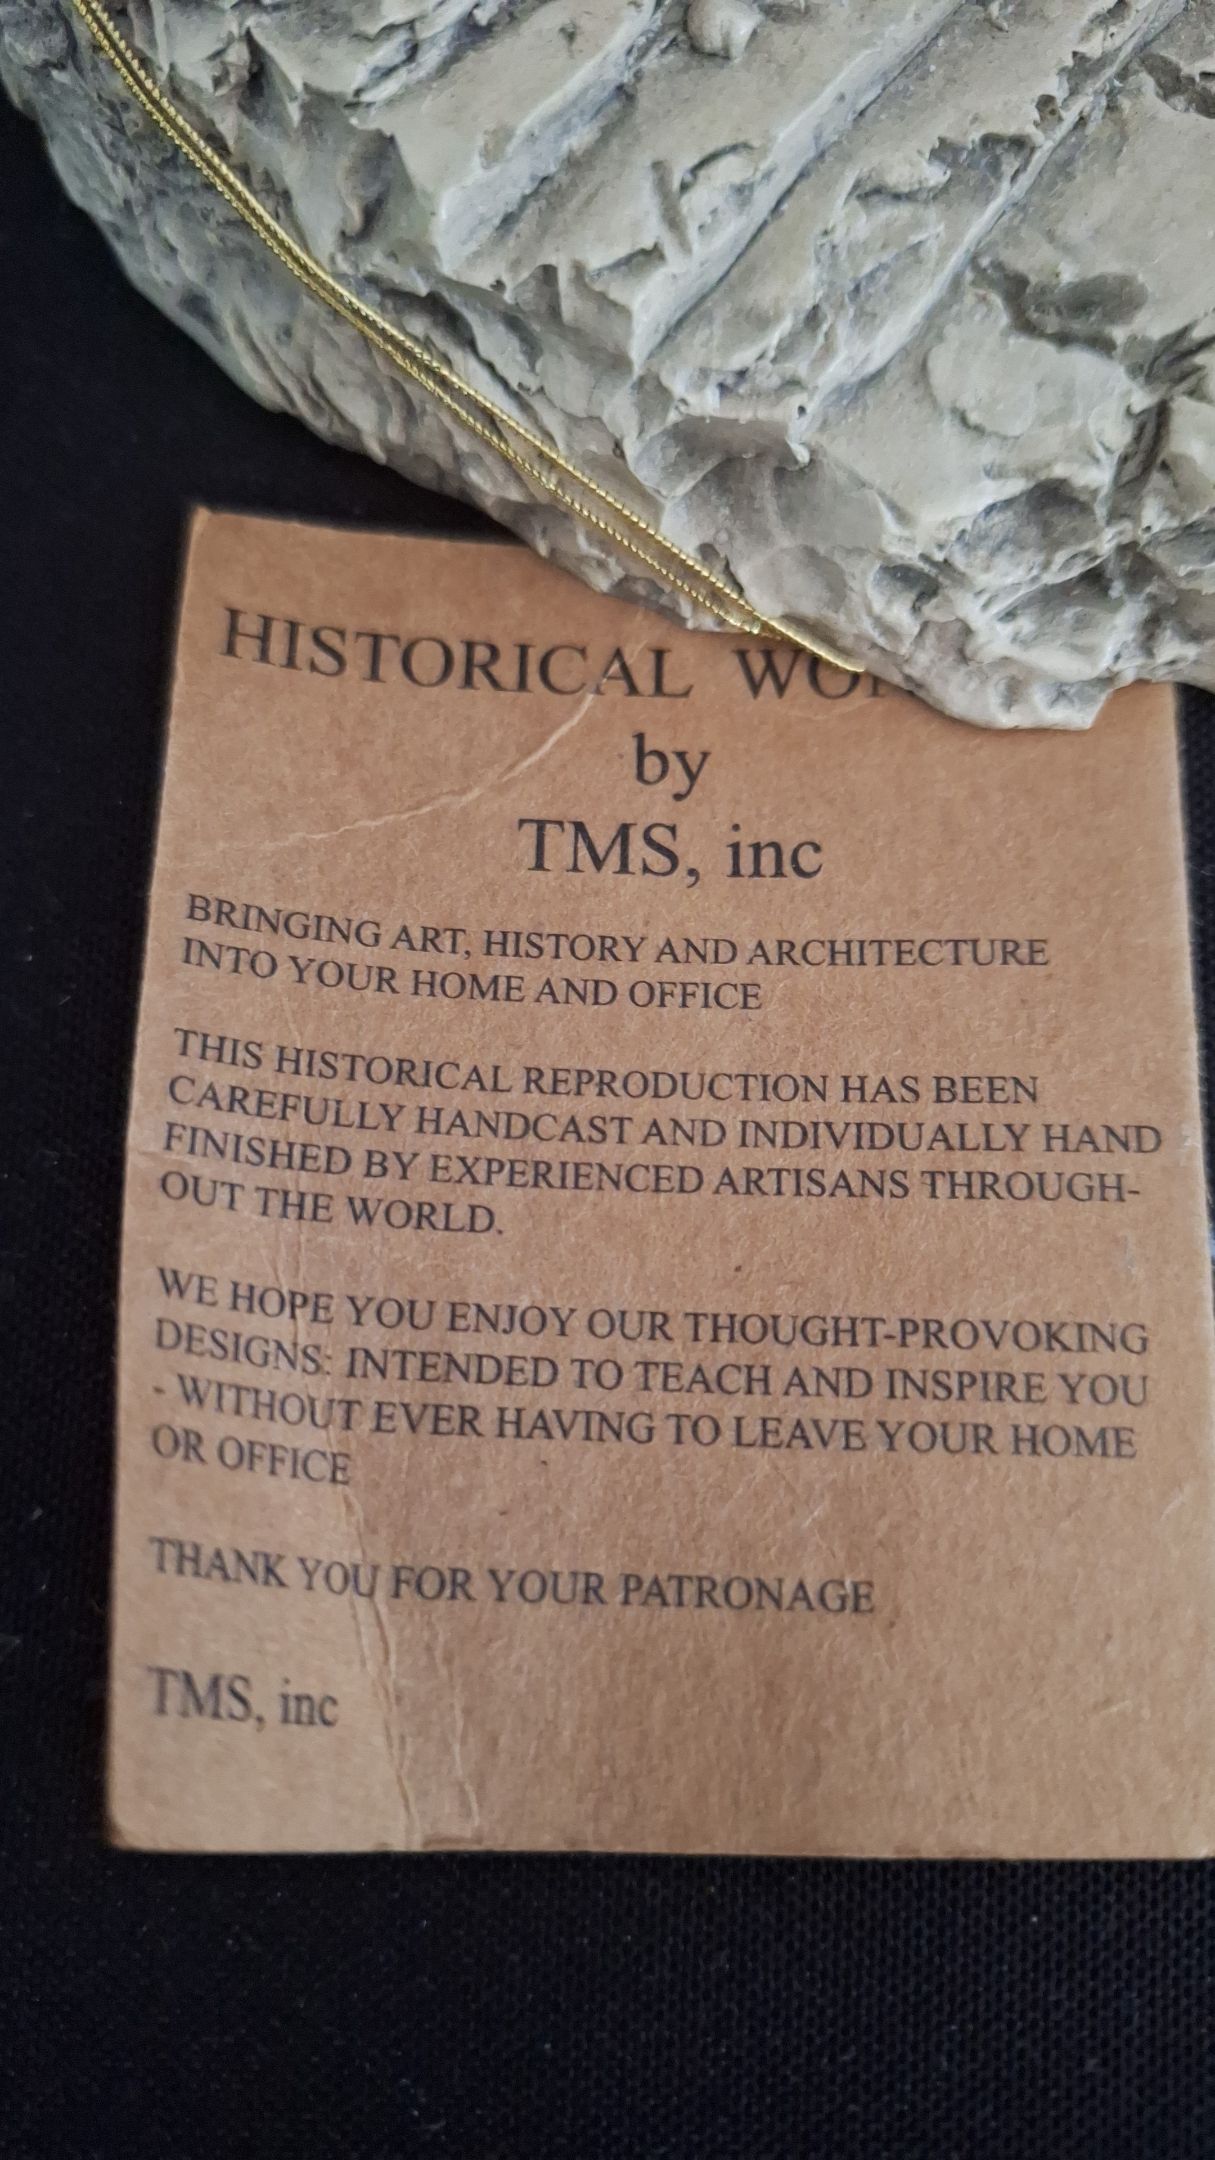 HISTORICAL
by
TMS, inc
BRINGING ART, HISTORY AND ARCHITECTURE
INTO YOUR HOME AND OFFICE
THIS HISTORICAL REPRODUCTION HAS BEEN
CAREFULLY HANDCAST AND INDIVIDUALLY HAND
FINISHED BY EXPERIENCED ARTISANS THROUGH-
OUT THE WORLD.
WE HOPE YOU ENJOY OUR THOUGHT-PROVOKING
DESIGNS: INTENDED TO TEACH AND INSPIRE YOU
- WITHOUT EVER HAVING TO LEAVE YOUR HOME
OR OFFICE
THANK YOU FOR YOUR PATRONAGE
TMS, inc